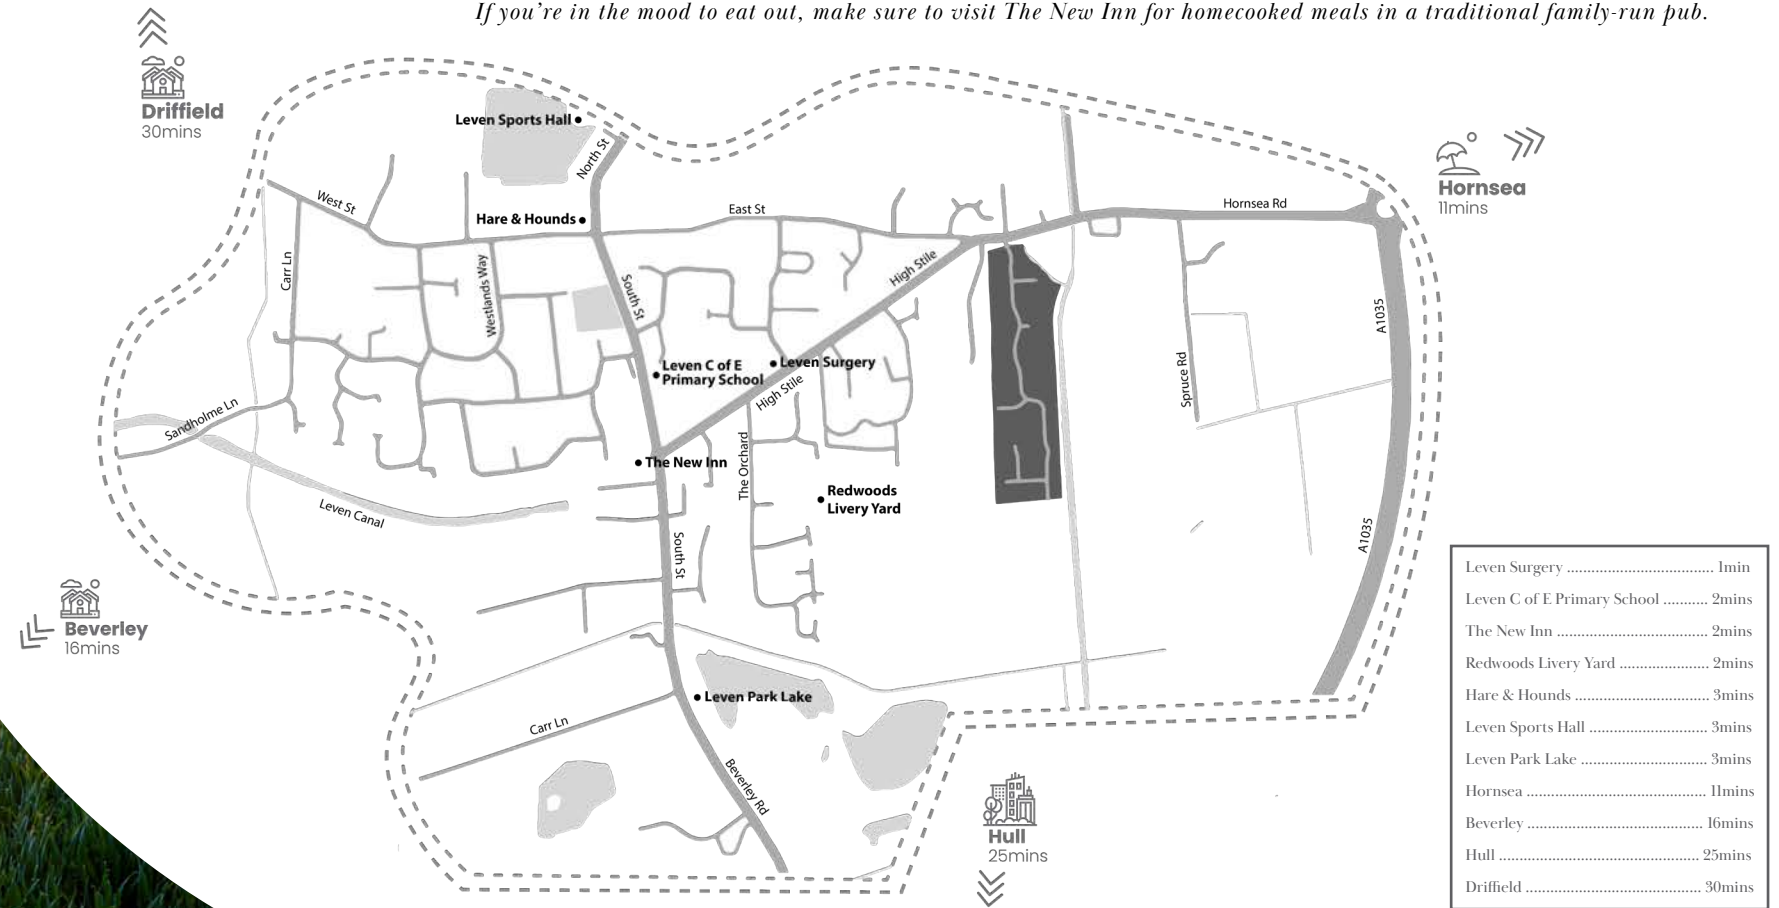 If you're in the mood to eat out, make sure to visit The New Inn for homecooked meals in a traditional family-run pub.
Driffield
30mins
Leven Sports Hall
North St
Hornsea
11mins
West St
Hare & Hounds
East St
Hornsea Rd
Carr Ln
Westlands Way
South St
High Stile
A1035
Leven C of E
Primary School
Leven Surgery
High Stile
Spruce Rd
Sandholme Ln
The New Inn
The Orchard
Redwoods
Livery Yard
Leven Canal
South St
A1035
Beverley
16mins
Leven Park Lake
Carr Ln
Beverley Rd
Hull
25mins
Leven Surgery .................................... 1min
Leven C of E Primary School ........... 2mins
The New Inn ..................................... 2mins
Redwoods Livery Yard ...................... 2mins
Hare & Hounds ................................. 3mins
Leven Sports Hall ............................. 3mins
Leven Park Lake ............................... 3mins
Hornsea ............................................. 11mins
Beverley ........................................... 16mins
Hull .................................................. 25mins
Driffield ........................................... 30mins